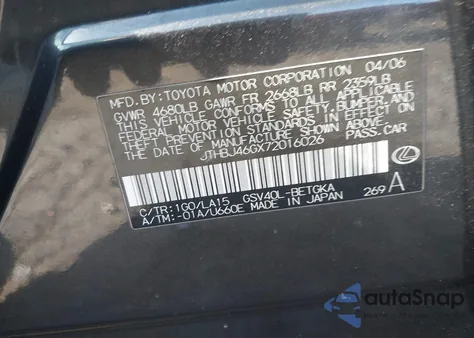 MFD. BY: TOYOTA MOTOR CORPORATION 04/06
GVWR 4680LB GAWR FR 2668LB RR 2359LB
THIS VEHICLE CONFORMS TO ALL APPLICABLE
FEDERAL MOTOR VEHICLE SAFETY, BUMPER, AND
THEFT PREVENTION STANDARDS IN EFFECT ON THE
DATE OF MANUFACTURE SHOWN ABOVE.
JTHBJ46GX72016026 PASS. CAR
C/TR:1G0/LA15 GSV40L-BETGKA
A/TM:-01A/U660E MADE IN JAPAN 269 A
autoSnap